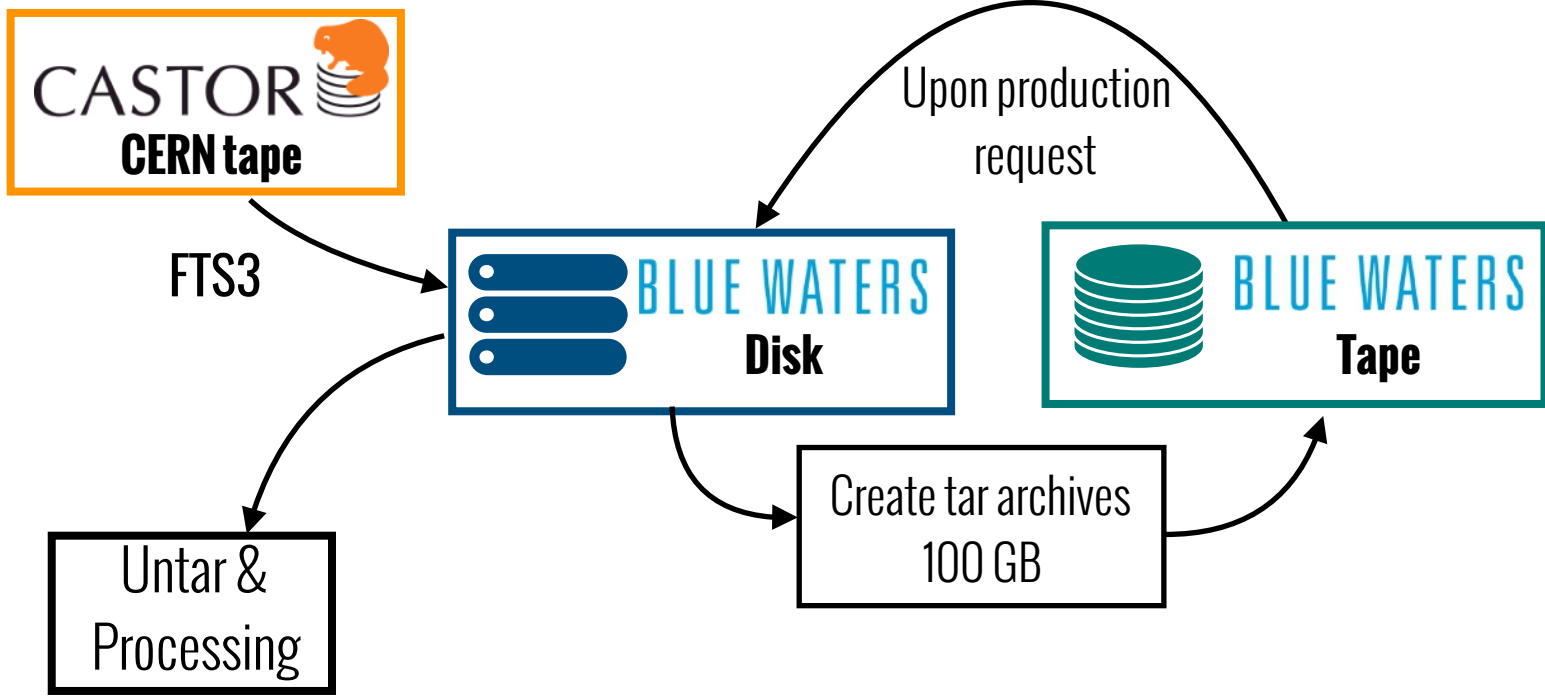 CASTOR
CERN tape
Upon production
request
FTS3
BLUE WATERS
Disk
BLUE WATERS
Tape
Create tar archives
100 GB
Untar &
Processing